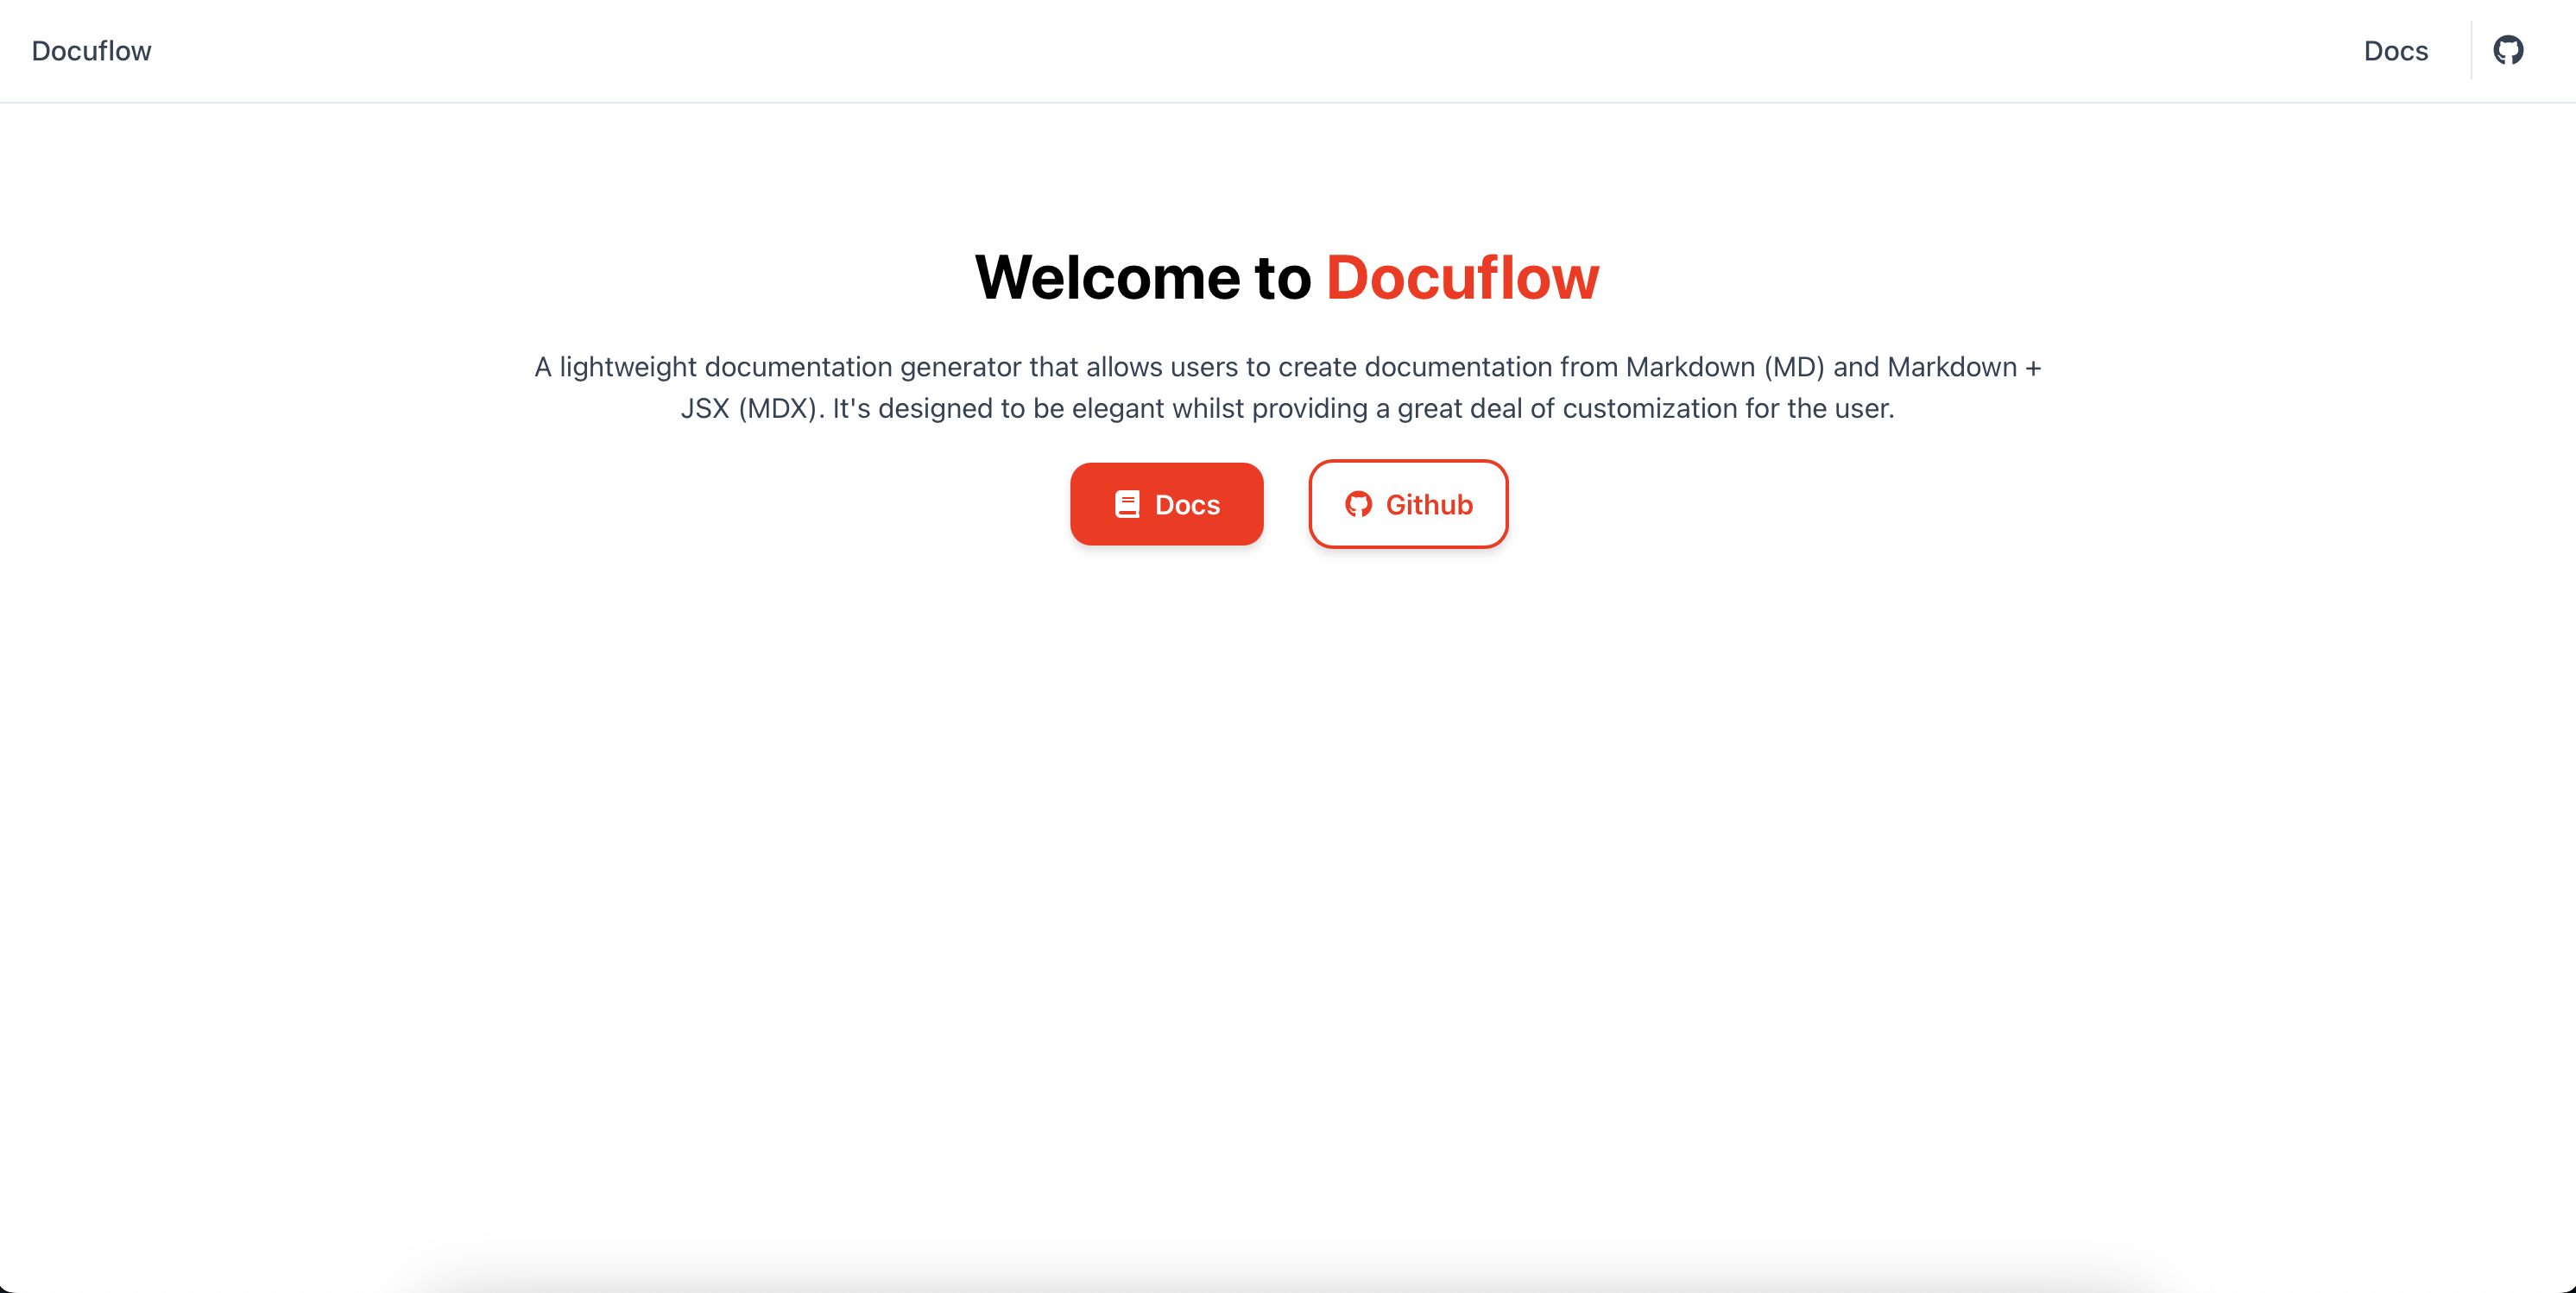 Docuflow
Docs
Welcome to Docuflow
A lightweight documentation generator that allows users to create documentation from Markdown (MD) and Markdown +
JSX (MDX). It's designed to be elegant whilst providing a great deal of customization for the user.
Docs
Github